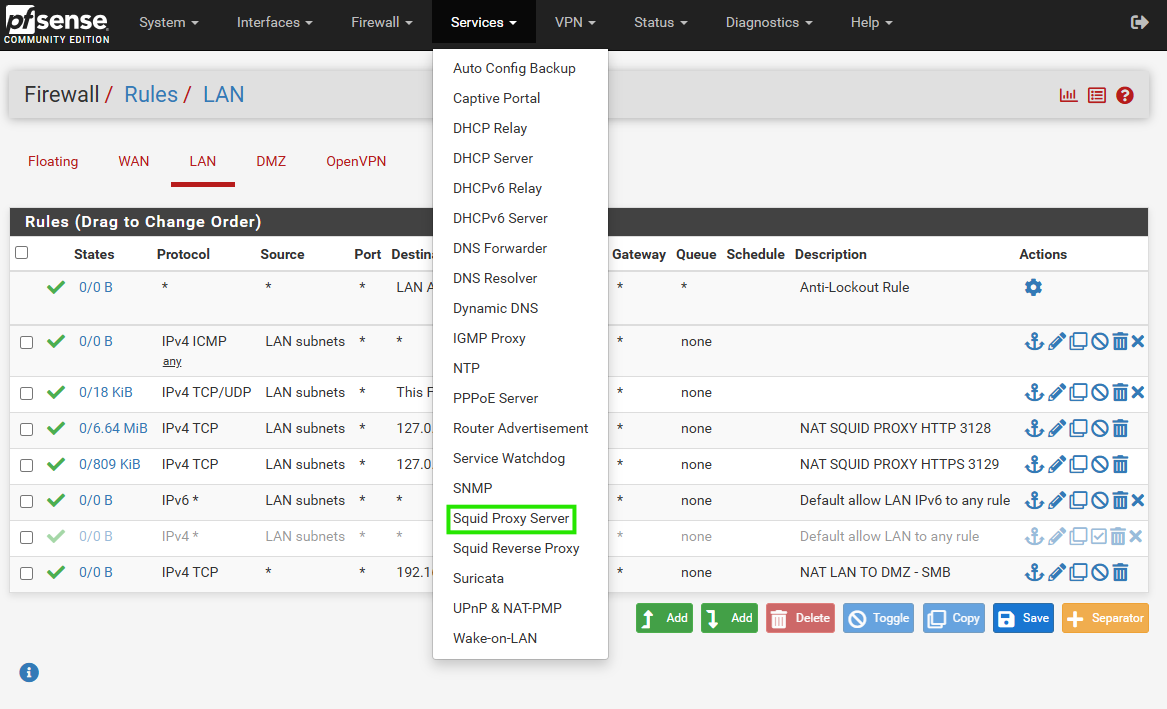 pfsense
COMMUNITY EDITION
System Interfaces Firewall Services VPN Status Diagnostics Help
Firewall / Rules / LAN
Floating WAN LAN DMZ OpenVPN
Auto Config Backup
Captive Portal
DHCP Relay
DHCP Server
DHCPv6 Relay
DHCPv6 Server
DNS Forwarder
DNS Resolver
Dynamic DNS
IGMP Proxy
NTP
PPPoE Server
Router Advertisement
Service Watchdog
SNMP
Squid Proxy Server
Squid Reverse Proxy
Suricata
UPnP & NAT-PMP
Wake-on-LAN
Rules (Drag to Change Order)
States Protocol Source Port Gateway Queue Schedule Description Actions
0/0 B * * * LAN * * Anti-Lockout Rule
0/0 B IPv4 ICMP LAN subnets * * * none
any
0/18 KiB IPv4 TCP/UDP LAN subnets * This * none
0/6.64 MiB IPv4 TCP LAN subnets * 127.0 * none NAT SQUID PROXY HTTP 3128
0/809 KiB IPv4 TCP LAN subnets * 127.0 * none NAT SQUID PROXY HTTPS 3129
0/0 B IPv6 * LAN subnets * * * none Default allow LAN IPv6 to any rule
0/0 B IPv4 * LAN subnets * * * none Default allow LAN to any rule
0/0 B IPv4 TCP * * * none NAT LAN TO DMZ - SMB
Add Add Delete Toggle Copy Save Separator